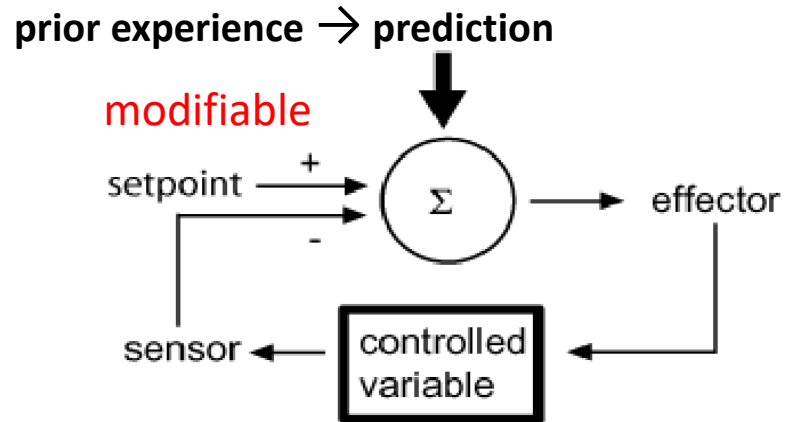 prior experience → prediction
modifiable
+
setpoint
Σ
effector
-
sensor
controlled
variable